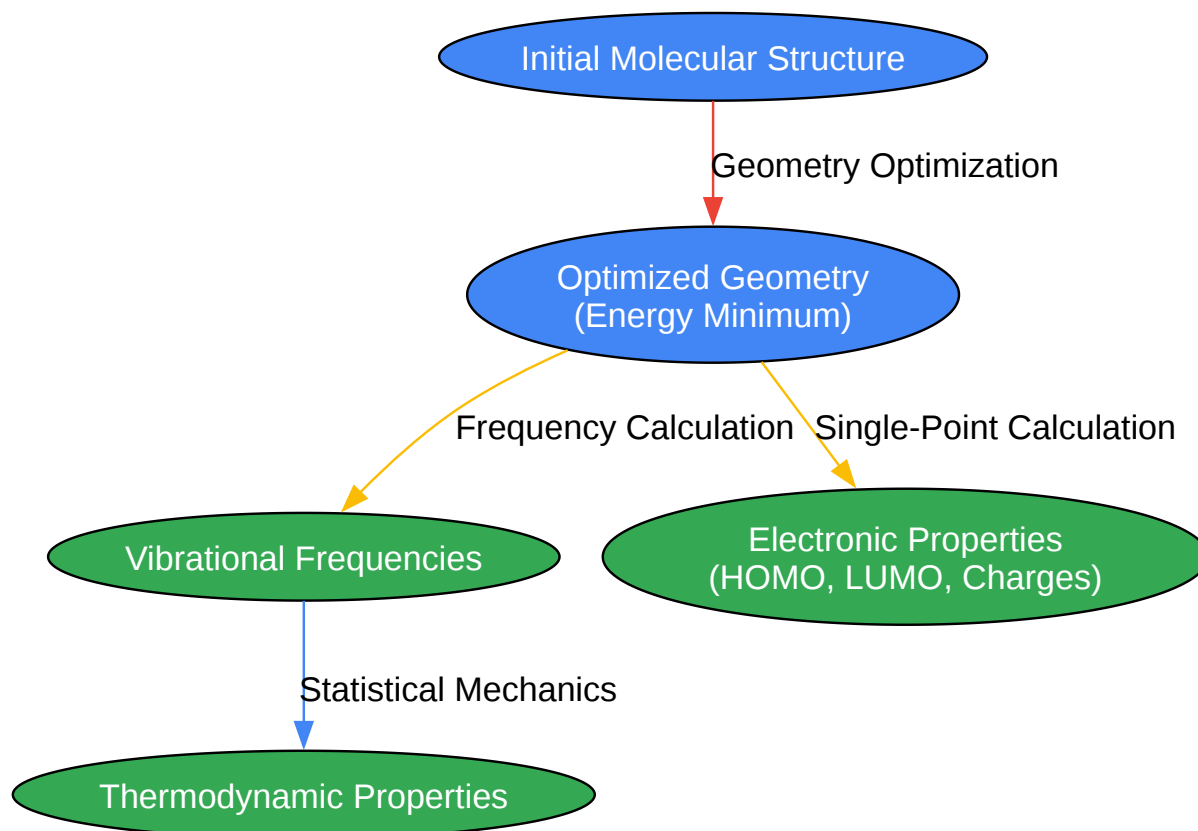 Initial Molecular Structure
Geometry Optimization
Optimized Geometry
(Energy Minimum)
Frequency Calculation
Single-Point Calculation
Vibrational Frequencies
Electronic Properties
(HOMO, LUMO, Charges)
Statistical Mechanics
Thermodynamic Properties